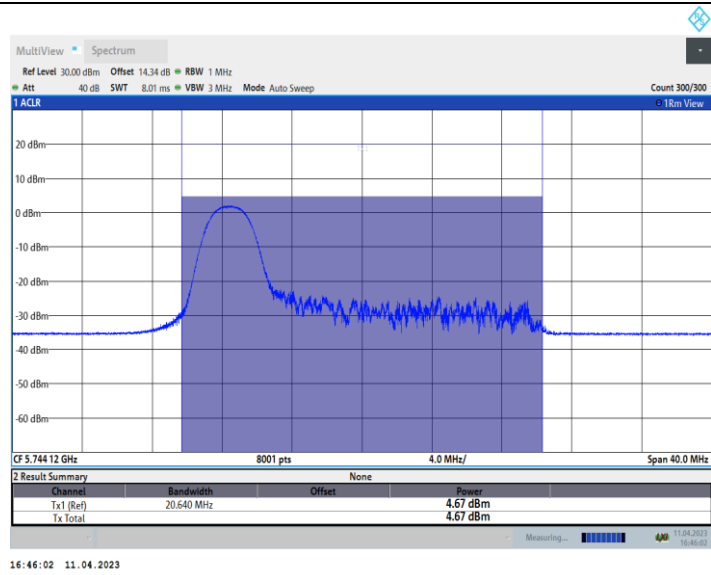 MultiView Spectrum
Ref Level 30.00 dBm Offset 14.34 dB RBW 1 MHz
Att 40 dB SWT 8.01 ms VBW 3 MHz Mode Auto Sweep Count 300/300
1 ACLR 1Rm View
20 dBm
10 dBm
0 dBm
-10 dBm
-20 dBm
-30 dBm
-40 dBm
-50 dBm
-60 dBm
CF 5.744 12 GHz 8001 pts 4.0 MHz/ Span 40.0 MHz
2 Result Summary None
Channel Bandwidth Offset Power
Tx1 (Ref) 20.640 MHz 4.67 dBm
Tx Total 4.67 dBm
Measuring... 11.04.2023
16:46:02
16:46:02 11.04.2023